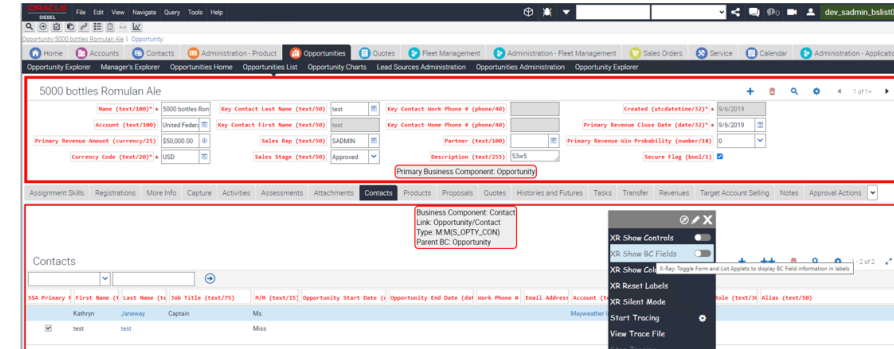 ORACLE
SIEBEL
File Edit View Navigate Query Tools Help
dev_sadmin_bslist0
Opportunity:5000 bottles Romulan Ale | Opportunity:
Home Accounts Contacts Administration - Product Opportunities Quotes Fleet Management Administration - Fleet Management Sales Orders Service Calendar Administration - Applicatio
Opportunity Explorer Manager's Explorer Opportunities Home Opportunities List Opportunity Charts Lead Sources Administration Opportunities Administration Opportunity Explorer
5000 bottles Romulan Ale
1 of 1+
Name (text/100)* 5000 bottles Rom Key Contact Last Name (text/50) test Key Contact Work Phone # (phone/40) Created (utcdatetime/32)* 9/6/2019
Account (text/100) United Federa Key Contact First Name (text/50) test Key Contact Home Phone # (phone/40) Primary Revenue Close Date (date/32)* 9/6/2019
Primary Revenue Amount (currency/25) $50,000.00 Sales Rep (text/50) SADMIN Partner (text/100) Primary Revenue Win Probability (number/18) 0
Currency Code (text/20)* USD Sales Stage (text/50) Approved Description (text/255) 53w5 Secure Flag (bool/1)
Primary Business Component: Opportunity
Assignment Skills Registrations More Info Capture Activities Assessments Attachments Contacts Products Proposals Quotes Histories and Futures Tasks Transfer Revenues Target Account Selling Notes Approval Actions
Business Component: Contact
Link: Opportunity/Contact
Type: M:M(S_OPTY_CON)
Parent BC: Opportunity
XR Show Controls
XR Show BC Fields
Contacts
- 2 of 2
X-Ray: Toggle Form and List Applets to display BC Field information in labels
XR Show Col
XR Reset Labels
SSA Primary F First Name (t Last Name (te Job Title (text/75) M/M (text/15) Opportunity Start Date (d Opportunity End Date (dat Work Phone # Email Address Account (te Role (text/30 Alias (text/50)
XR Silent Mode
Kathryn Janeway Captain Ms. Mayweather
Start Tracing
test test Miss
View Trace File